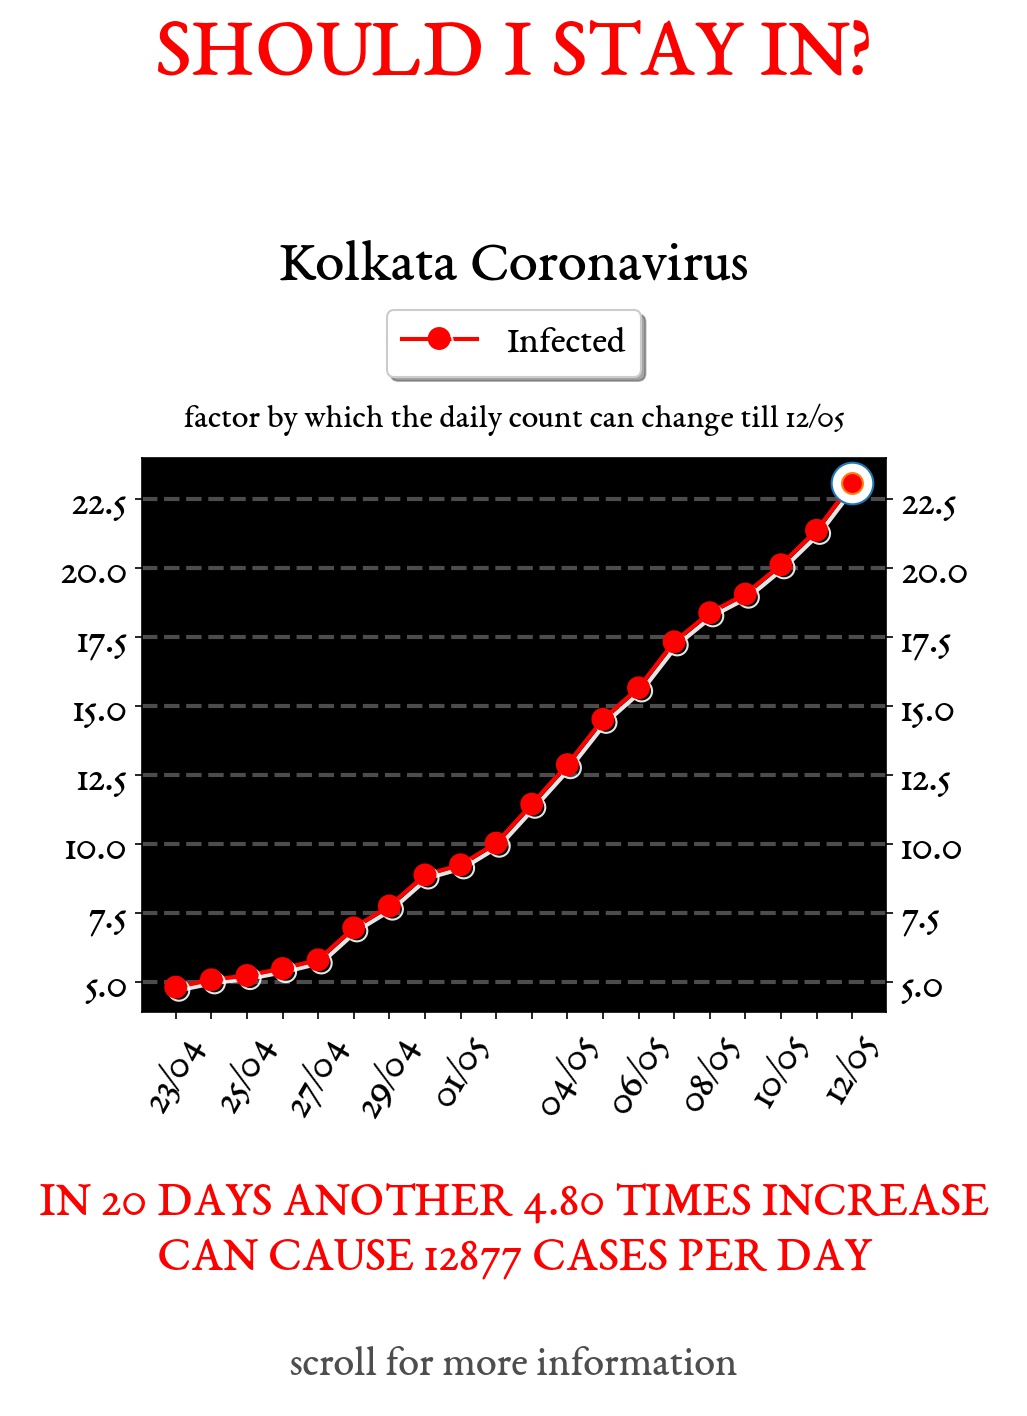 SHOULD I STAY IN?
Kolkata Coronavirus
Infected
factor by which the daily count can change till 12/05
22.5 22.5
20.0 20.0
17.5 17.5
15.0 15.0
12.5 12.5
10.0 10.0
7.5 7.5
5.0 5.0
23/04 25/04 27/04 29/04 01/05 04/05 06/05 08/05 10/05 12/05
IN 20 DAYS ANOTHER 4.80 TIMES INCREASE
CAN CAUSE 12877 CASES PER DAY
scroll for more information